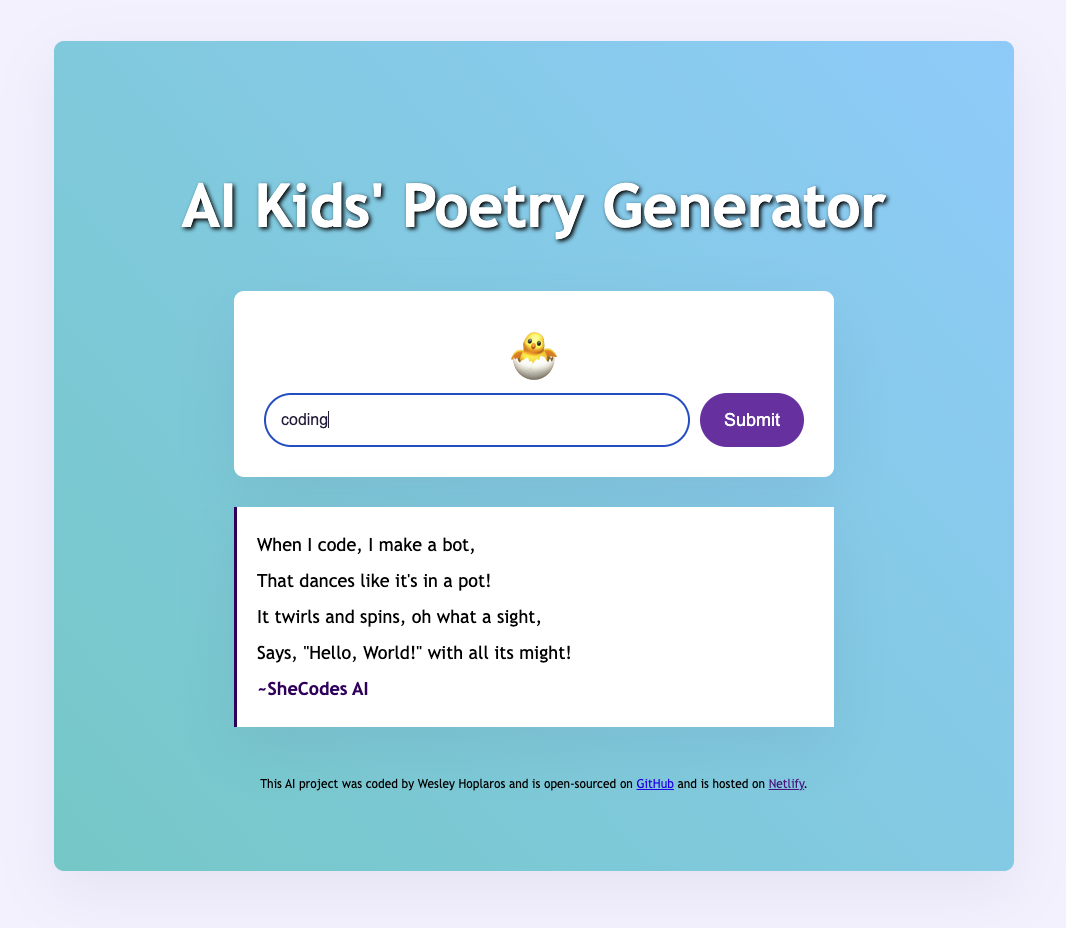 AI Kids' Poetry Generator
coding
Submit
When I code, I make a bot,
That dances like it's in a pot!
It twirls and spins, oh what a sight,
Says, "Hello, World!" with all its might!
~SheCodes AI
This AI project was coded by Wesley Hoplaros and is open-sourced on GitHub and is hosted on Netlify.